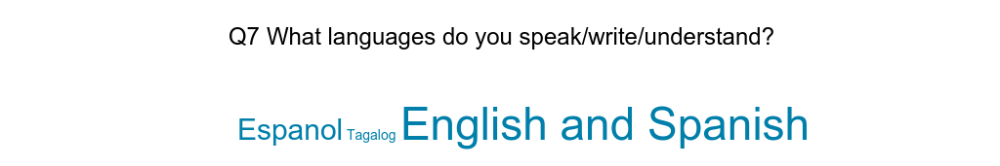 Q7 What languages do you speak/write/understand?
Espanol Tagalog English and Spanish